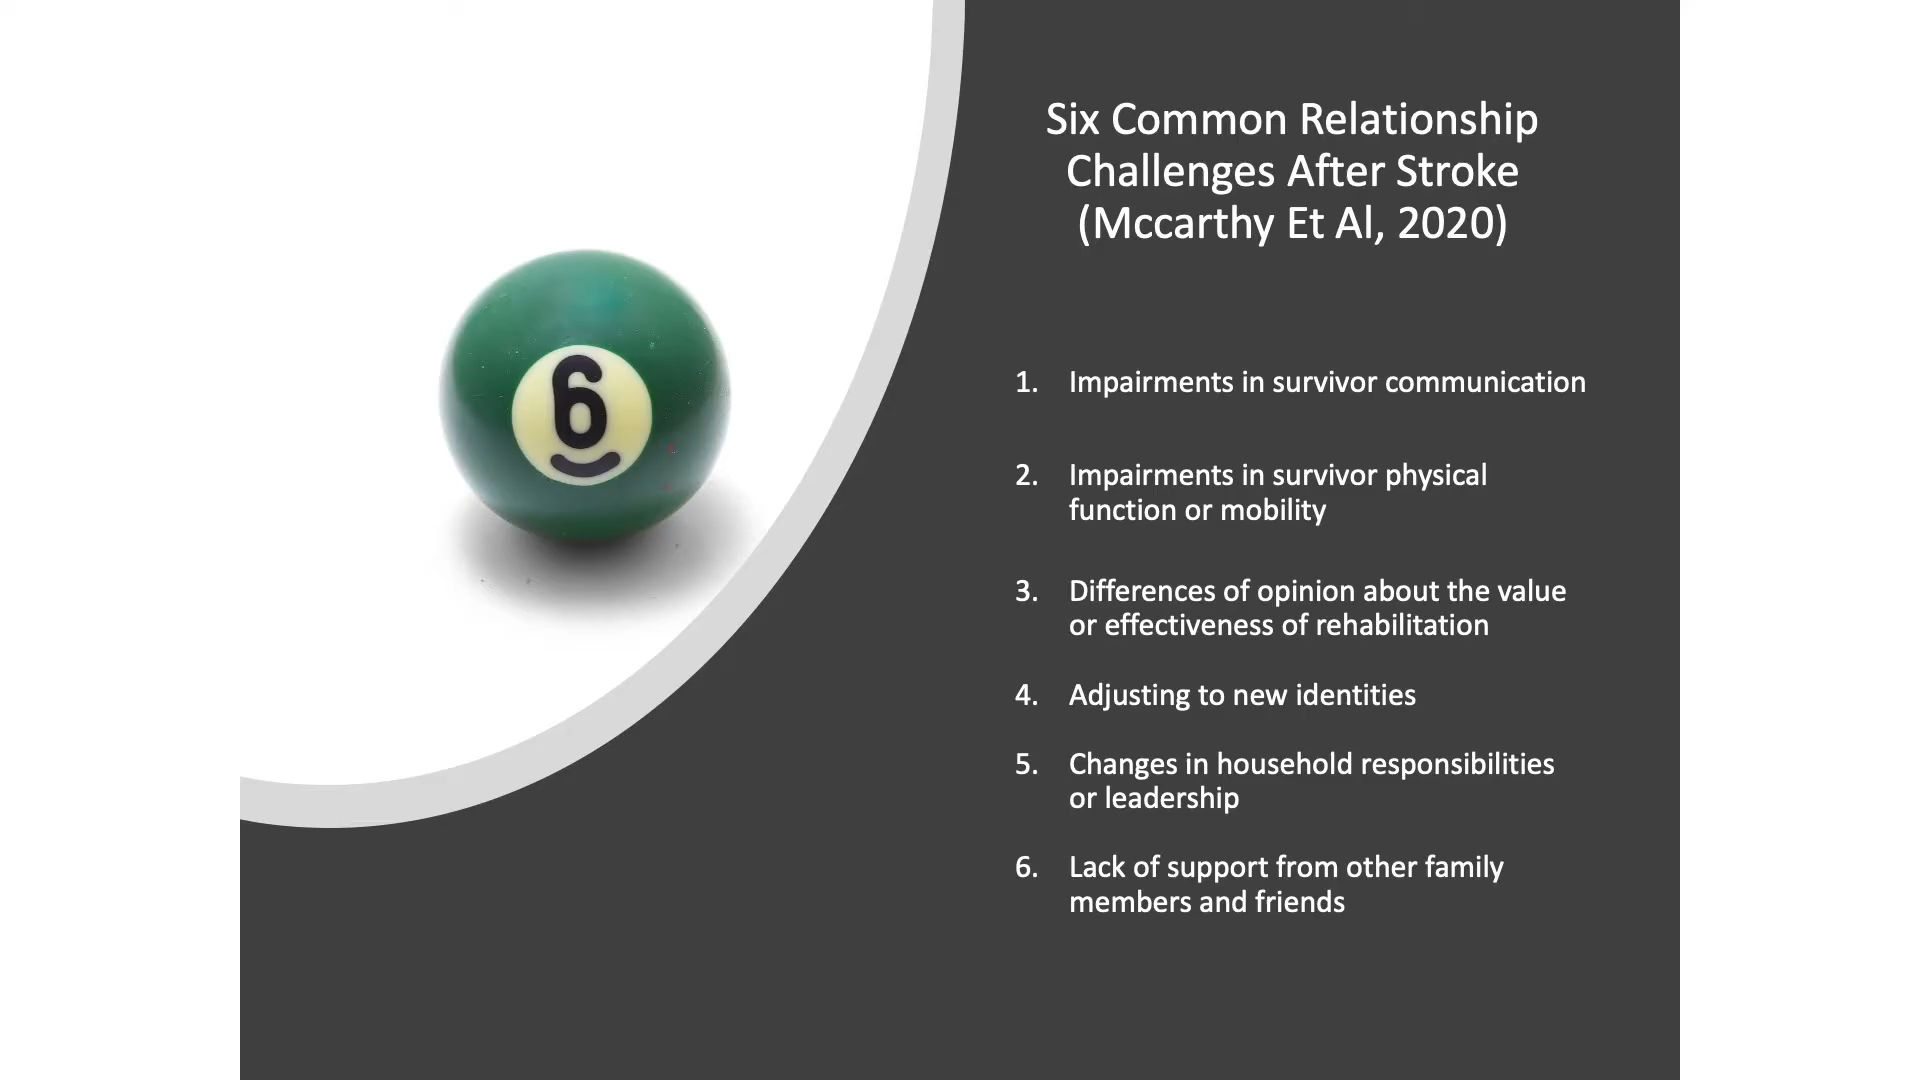 6
Six Common Relationship
Challenges After Stroke
(Mccarthy Et Al, 2020)
1. Impairments in survivor communication
2. Impairments in survivor physical
function or mobility
3. Differences of opinion about the value
or effectiveness of rehabilitation
4. Adjusting to new identities
5. Changes in household responsibilities
or leadership
6. Lack of support from other family
members and friends